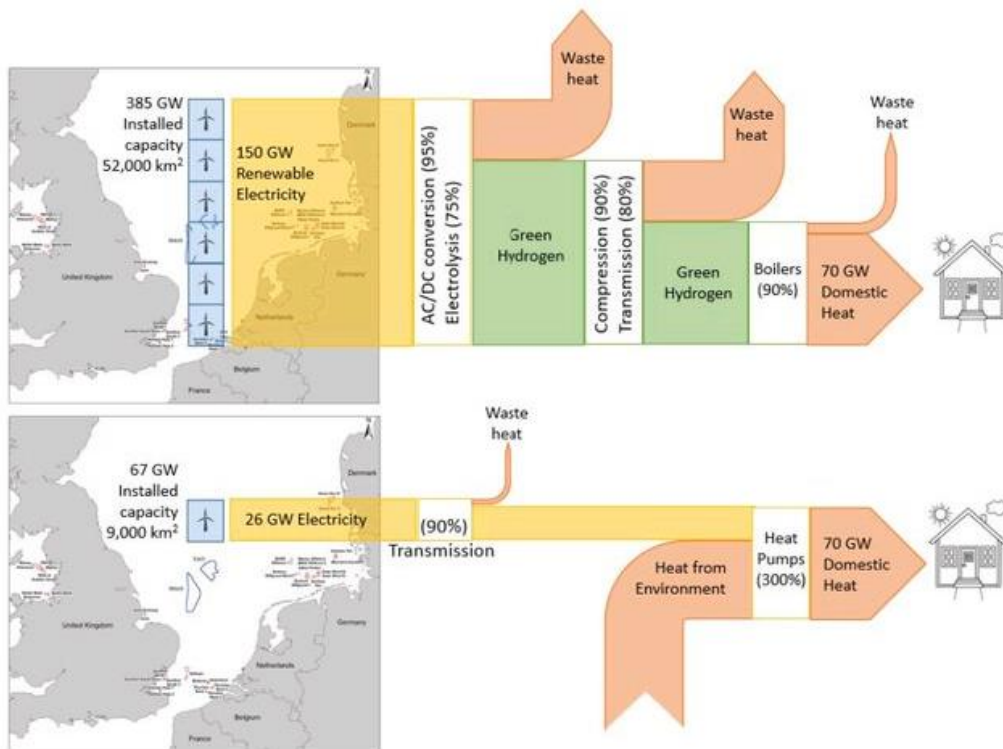 385 GW
Installed
capacity
52,000 km²
150 GW
Renewable
Electricity
AC/DC conversion (95%)
Electrolysis (75%)
Waste
heat
Green
Hydrogen
Compression (90%)
Transmission (80%)
Waste
heat
Green
Hydrogen
Boilers
(90%)
Waste
heat
70 GW
Domestic
Heat
N
Denmark
Germany
United Kingdom
Netherlands
Belgium
France
67 GW
Installed
capacity
9,000 km²
26 GW Electricity
(90%)
Transmission
Waste
heat
Heat from
Environment
Heat
Pumps
(300%)
70 GW
Domestic
Heat
N
Denmark
Germany
United Kingdom
Netherlands
Belgium
France